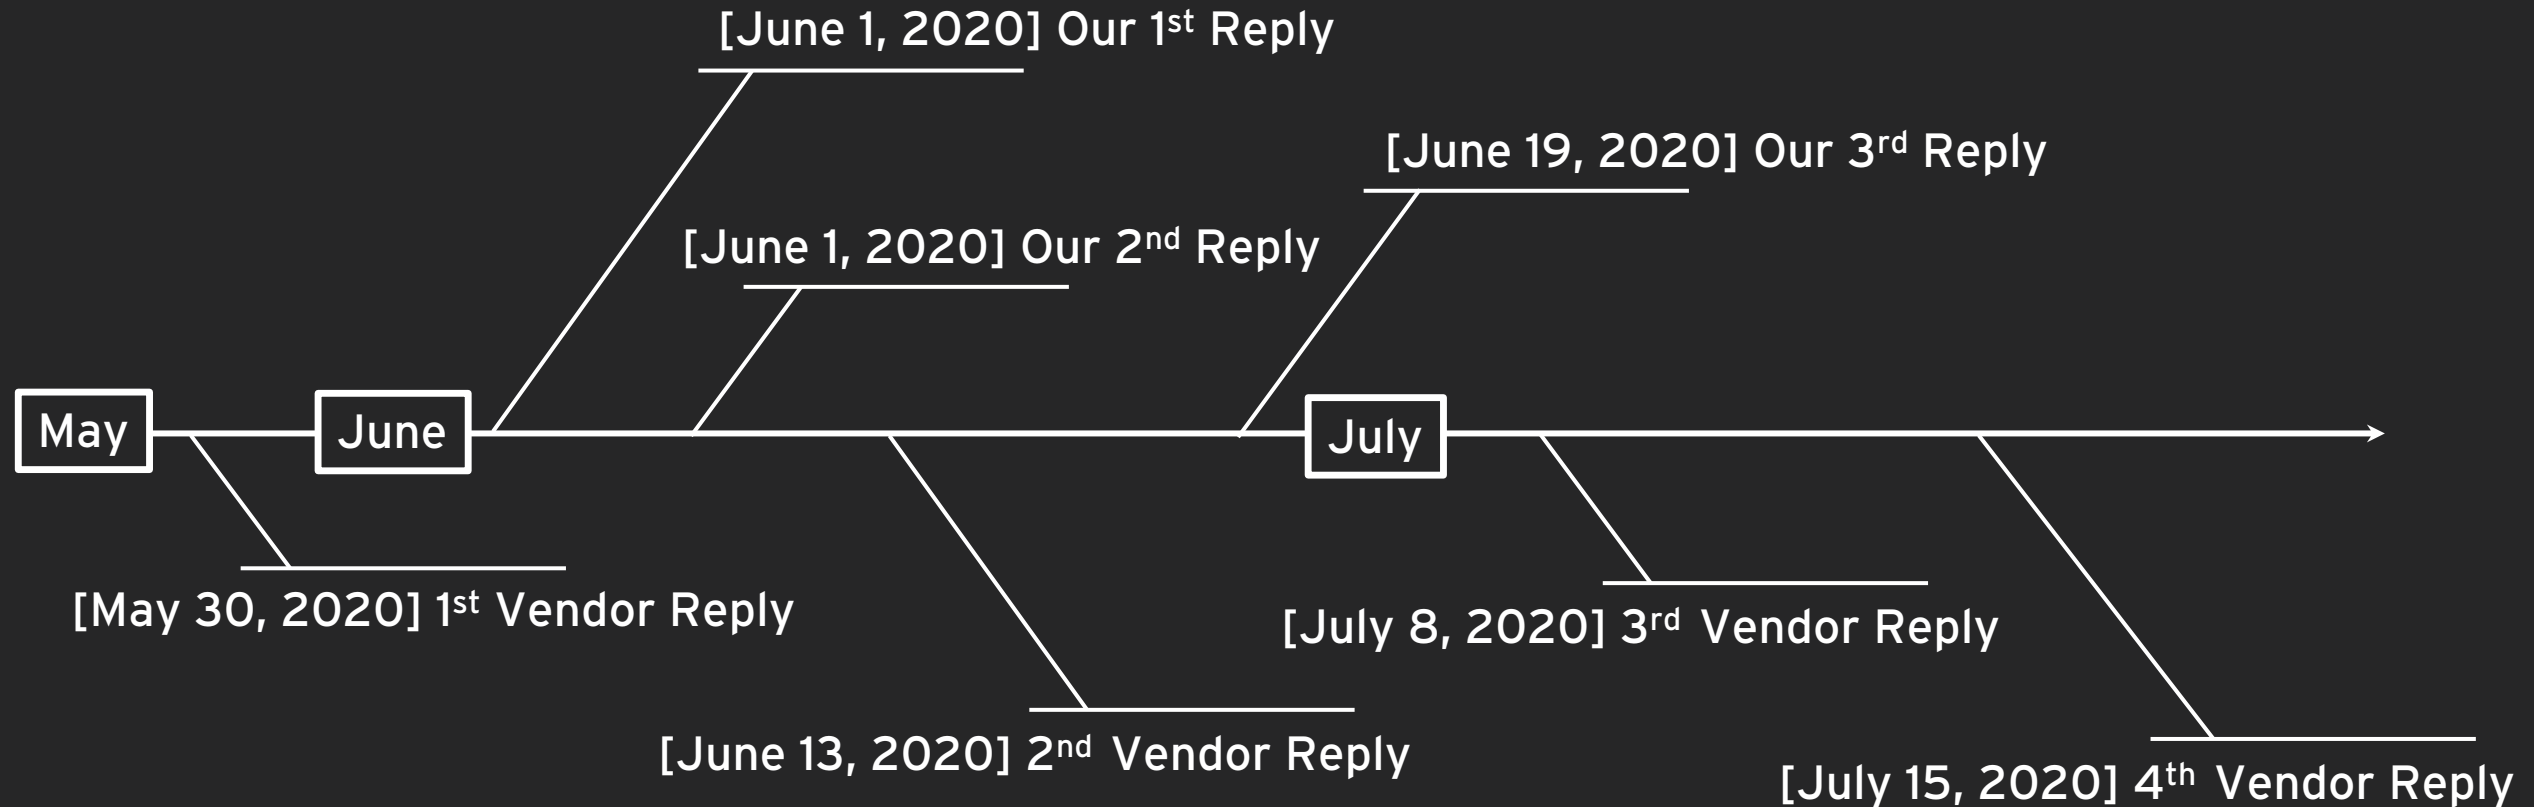 [June 1, 2020] Our 1st Reply
[June 19, 2020] Our 3rd Reply
[June 1, 2020] Our 2nd Reply
May
June
July
[May 30, 2020] 1st Vendor Reply
[July 8, 2020] 3rd Vendor Reply
[June 13, 2020] 2nd Vendor Reply
[July 15, 2020] 4th Vendor Reply